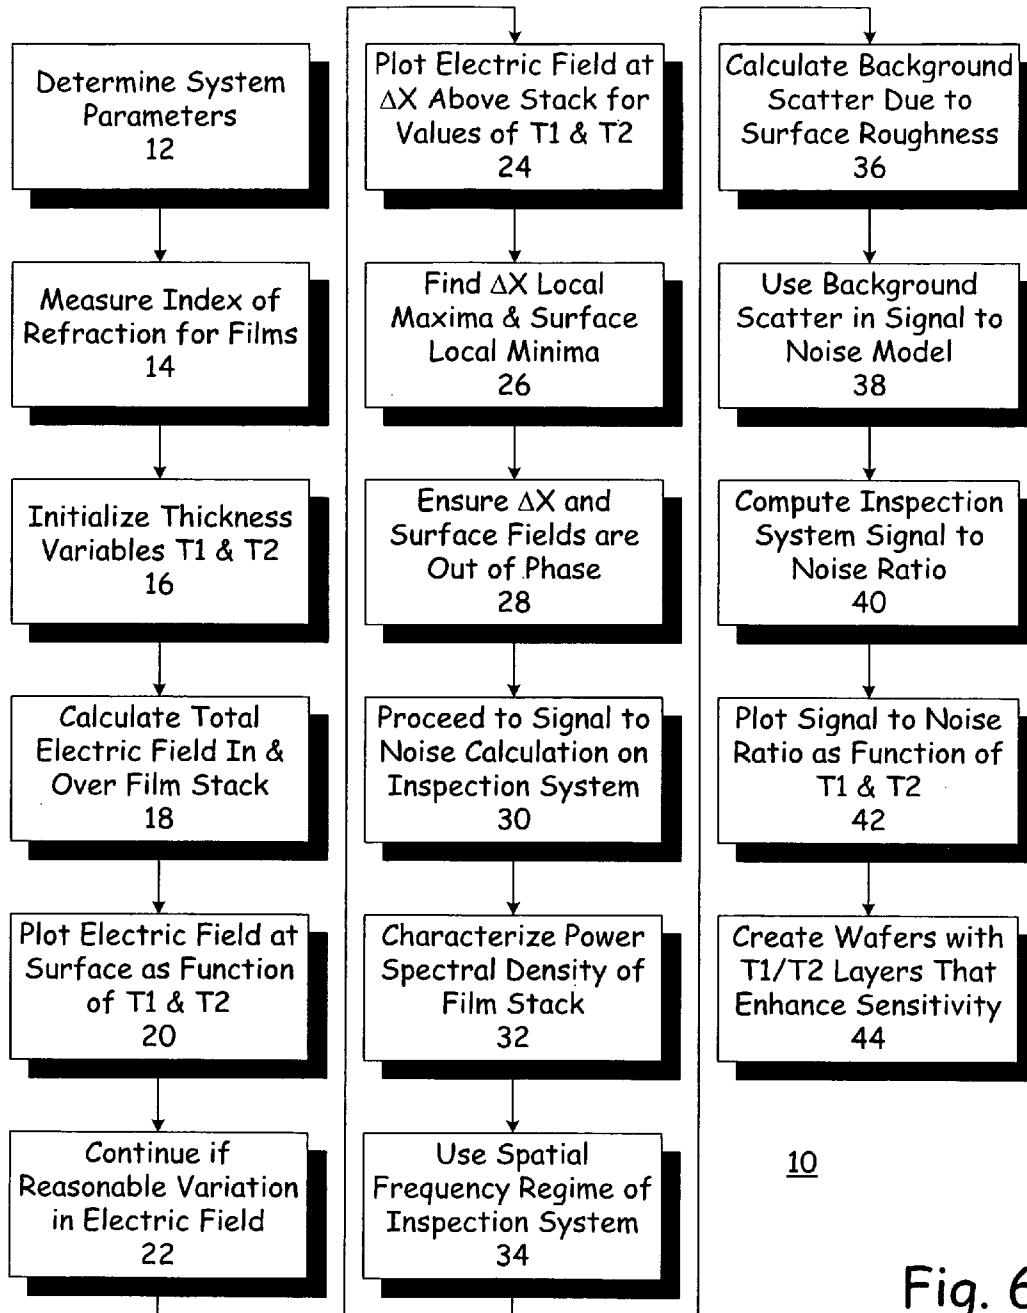 Determine System
Parameters
12
Measure Index of
Refraction for Films
14
Initialize Thickness
Variables T1 & T2
16
Calculate Total
Electric Field In &
Over Film Stack
18
Plot Electric Field at
Surface as Function
of T1 & T2
20
Continue if
Reasonable Variation
in Electric Field
22
Plot Electric Field at
ΔX Above Stack for
Values of T1 & T2
24
Find ΔX Local
Maxima & Surface
Local Minima
26
Ensure ΔX and
Surface Fields are
Out of Phase
28
Proceed to Signal to
Noise Calculation on
Inspection System
30
Characterize Power
Spectral Density of
Film Stack
32
Use Spatial
Frequency Regime of
Inspection System
34
Calculate Background
Scatter Due to
Surface Roughness
36
Use Background
Scatter in Signal to
Noise Model
38
Compute Inspection
System Signal to
Noise Ratio
40
Plot Signal to Noise
Ratio as Function of
T1 & T2
42
Create Wafers with
T1/T2 Layers That
Enhance Sensitivity
44
10
Fig. 6